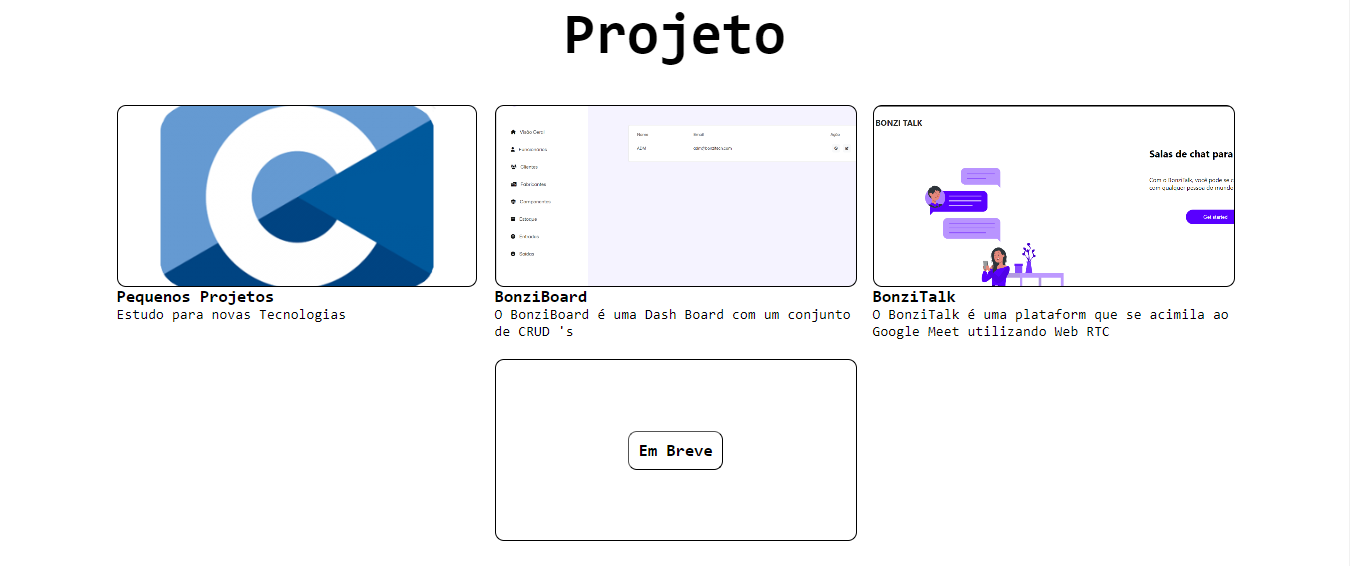 Projeto
Visão Geral
Funcionários
Clientes
Fabricantes
Componentes
Estoque
Entradas
Saídas
Nome Email Ação
ADM adm@bonzitech.com
BONZI TALK
Salas de chat para
Com o BonziTalk, você pode se c
com qualquer pessoa do mundo
Get started
Pequenos Projetos
Estudo para novas Tecnologias
BonziBoard
O BonziBoard é uma Dash Board com um conjunto
de CRUD 's
BonziTalk
O BonziTalk é uma plataform que se acimila ao
Google Meet utilizando Web RTC
Em Breve